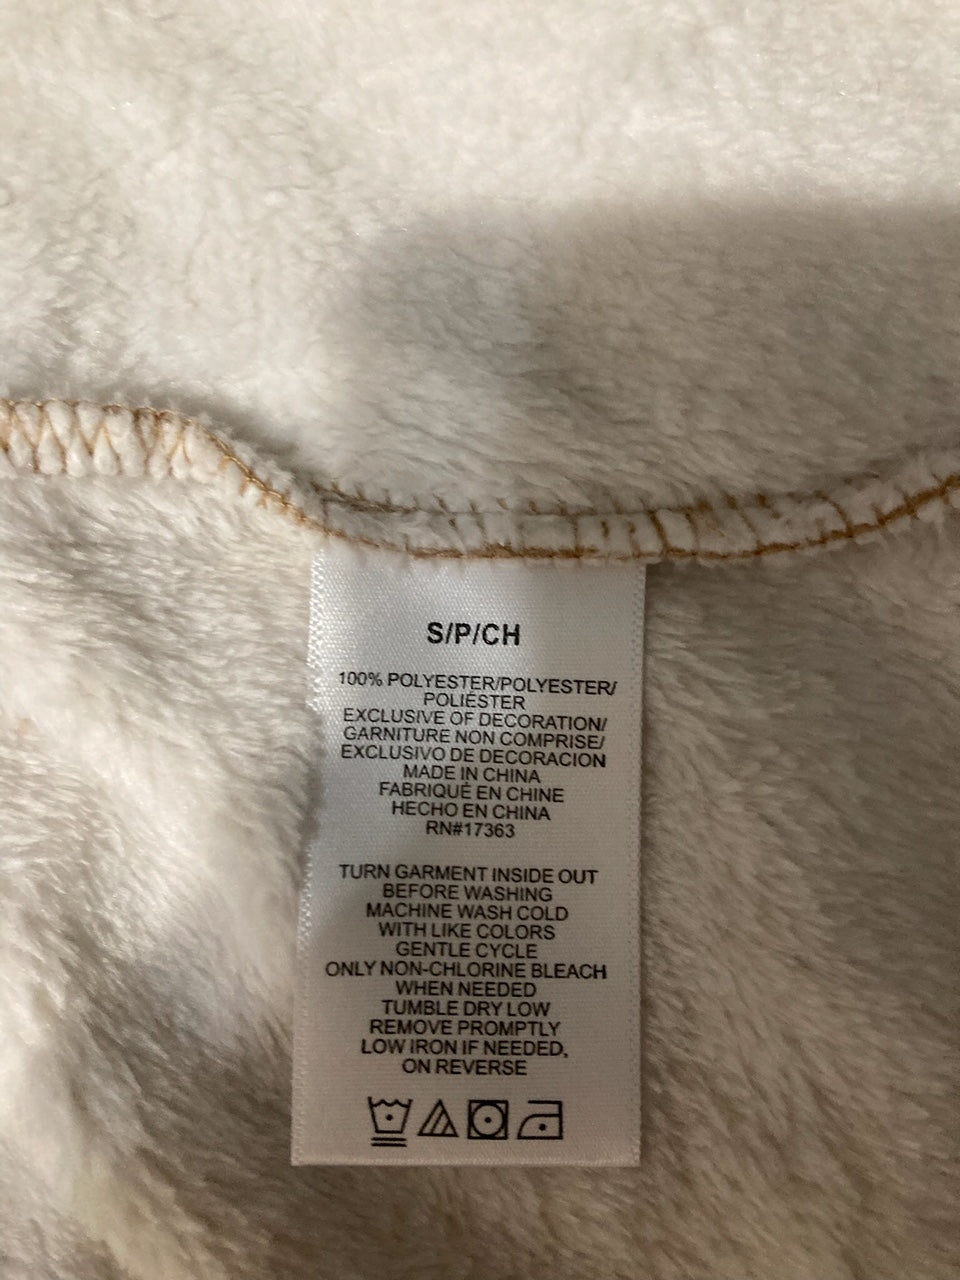 S/P/CH
100% POLYESTER/POLYESTER/
POLIÉSTER
EXCLUSIVE OF DECORATION/
GARNITURE NON COMPRISE/
EXCLUSIVO DE DECORACION
MADE IN CHINA
FABRIQUÉ EN CHINE
HECHO EN CHINA
RN#17363
TURN GARMENT INSIDE OUT
BEFORE WASHING
MACHINE WASH COLD
WITH LIKE COLORS
GENTLE CYCLE
ONLY NON-CHLORINE BLEACH
WHEN NEEDED
TUMBLE DRY LOW
REMOVE PROMPTLY
LOW IRON IF NEEDED,
ON REVERSE